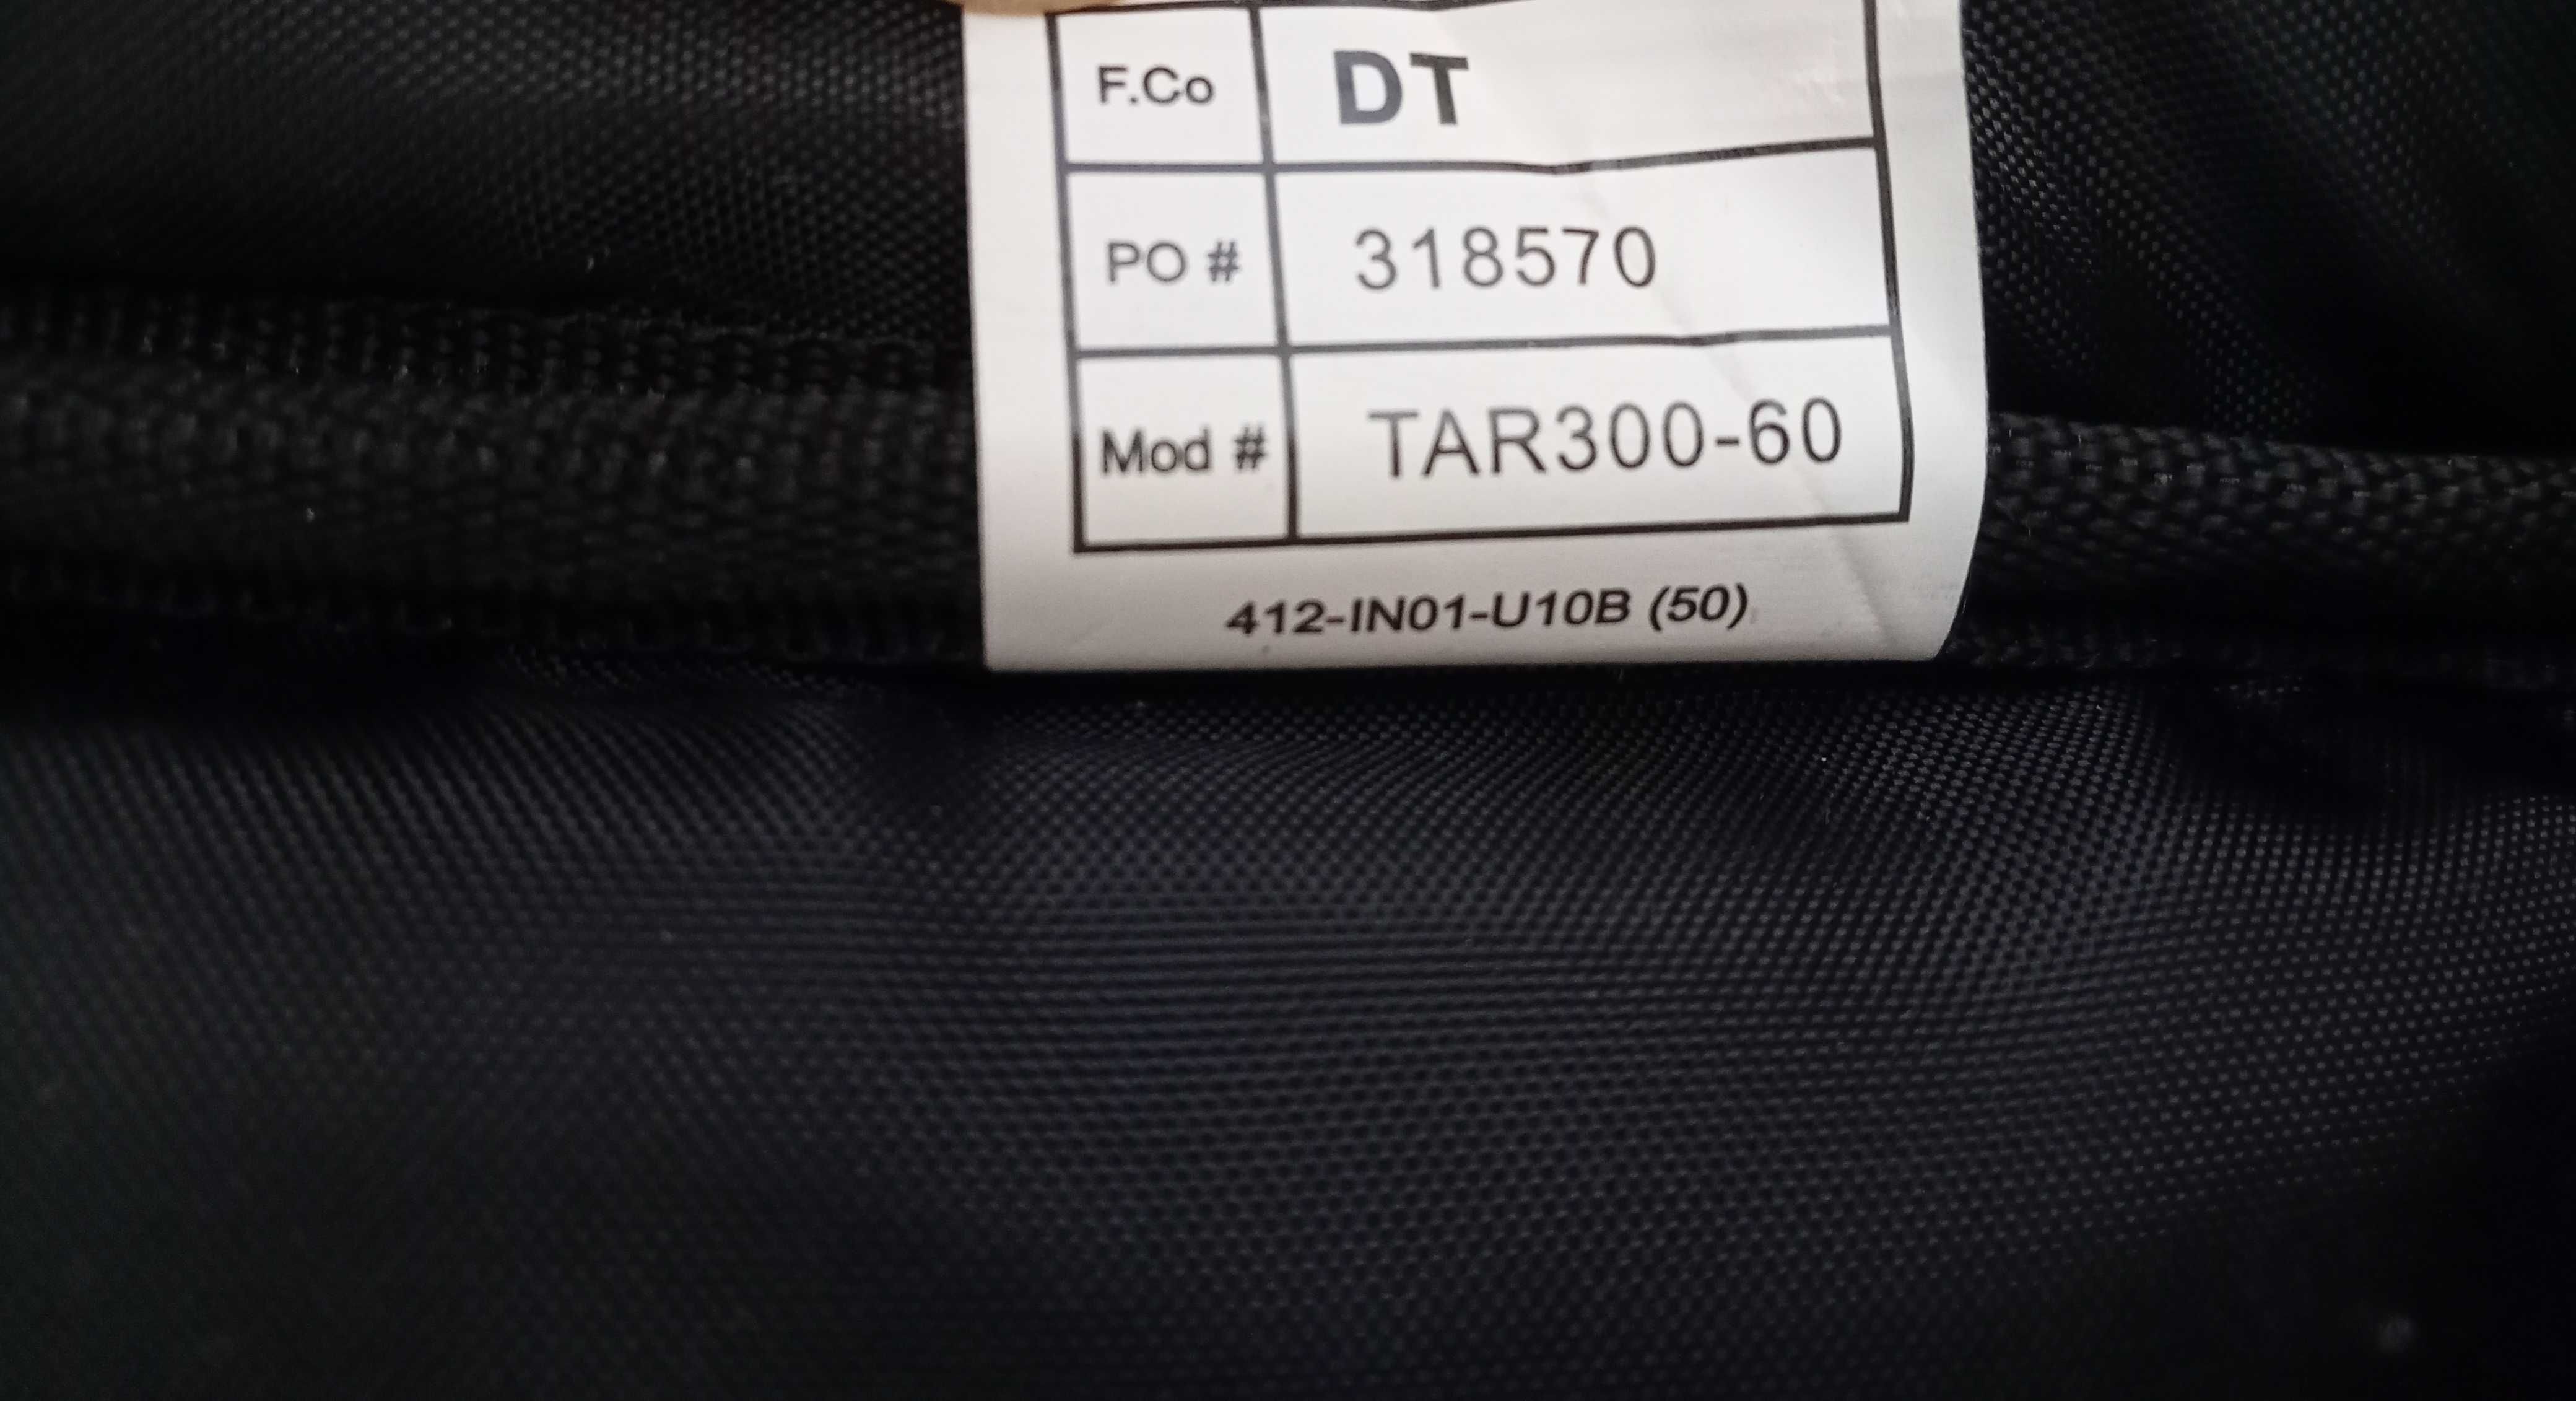 F.Co DT
PO # 318570
Mod # TAR300-60
412-IN01-U10B (50)